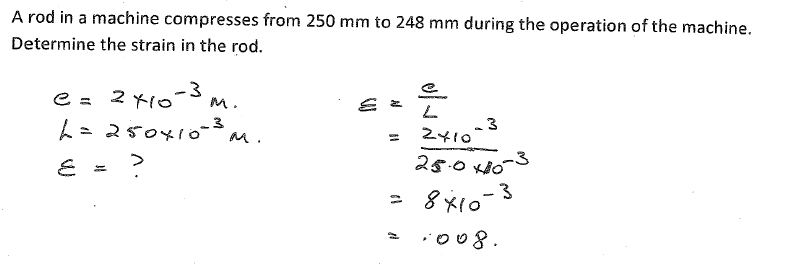 A rod in a machine compresses from 250 mm to 248 mm during the operation of the machine.
Determine the strain in the rod.
e = 2×10⁻³ m.
L = 250×10⁻³ m.
ε = ?
ε = e/L
= 2×10⁻³/250×10⁻³
= 8×10⁻³
= .008.